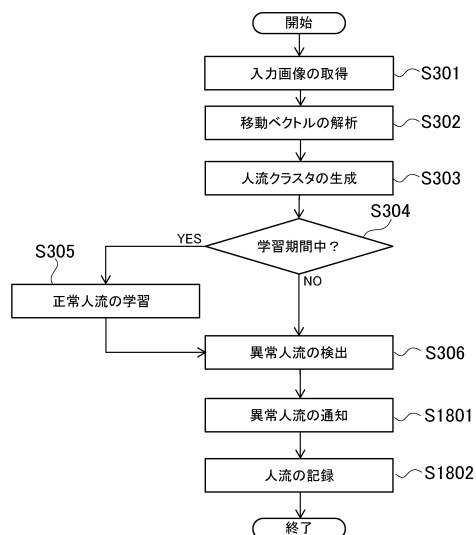 開始
入力画像の取得
S301
移動ベクトルの解析
S302
人流クラスタの生成
S303
S304
学習期間中？
YES
NO
S305
正常人流の学習
異常人流の検出
S306
異常人流の通知
S1801
人流の記録
S1802
終了